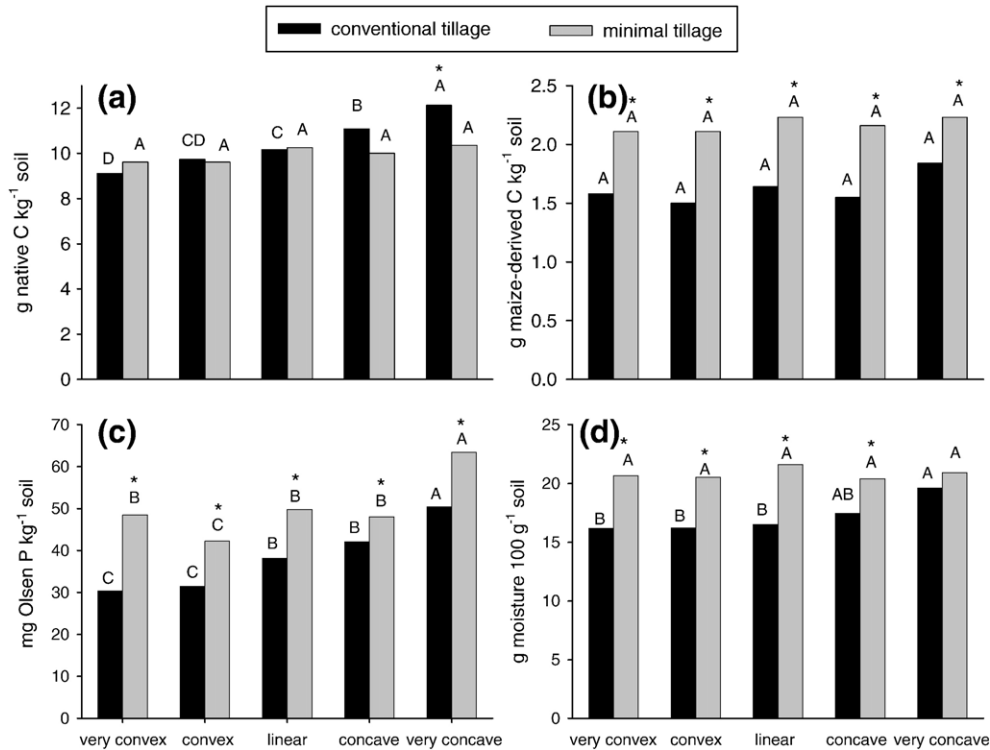 conventional tillage minimal tillage
(a)
g native C kg⁻¹ soil
12
10
8
6
4
2
0
D A
CD A
C A
B A
* A A
(b)
g maize-derived C kg⁻¹ soil
2.5
2.0
1.5
1.0
0.5
0.0
A * A
A * A
A * A
A * A
A * A
(c)
mg Olsen P kg⁻¹ soil
70
60
50
40
30
20
10
0
C * B
C * C
B * B
B * B
A * A
very convex convex linear concave very concave
(d)
g moisture 100 g⁻¹ soil
25
20
15
10
5
0
B * A
B * A
B * A
AB * A
A A
very convex convex linear concave very concave